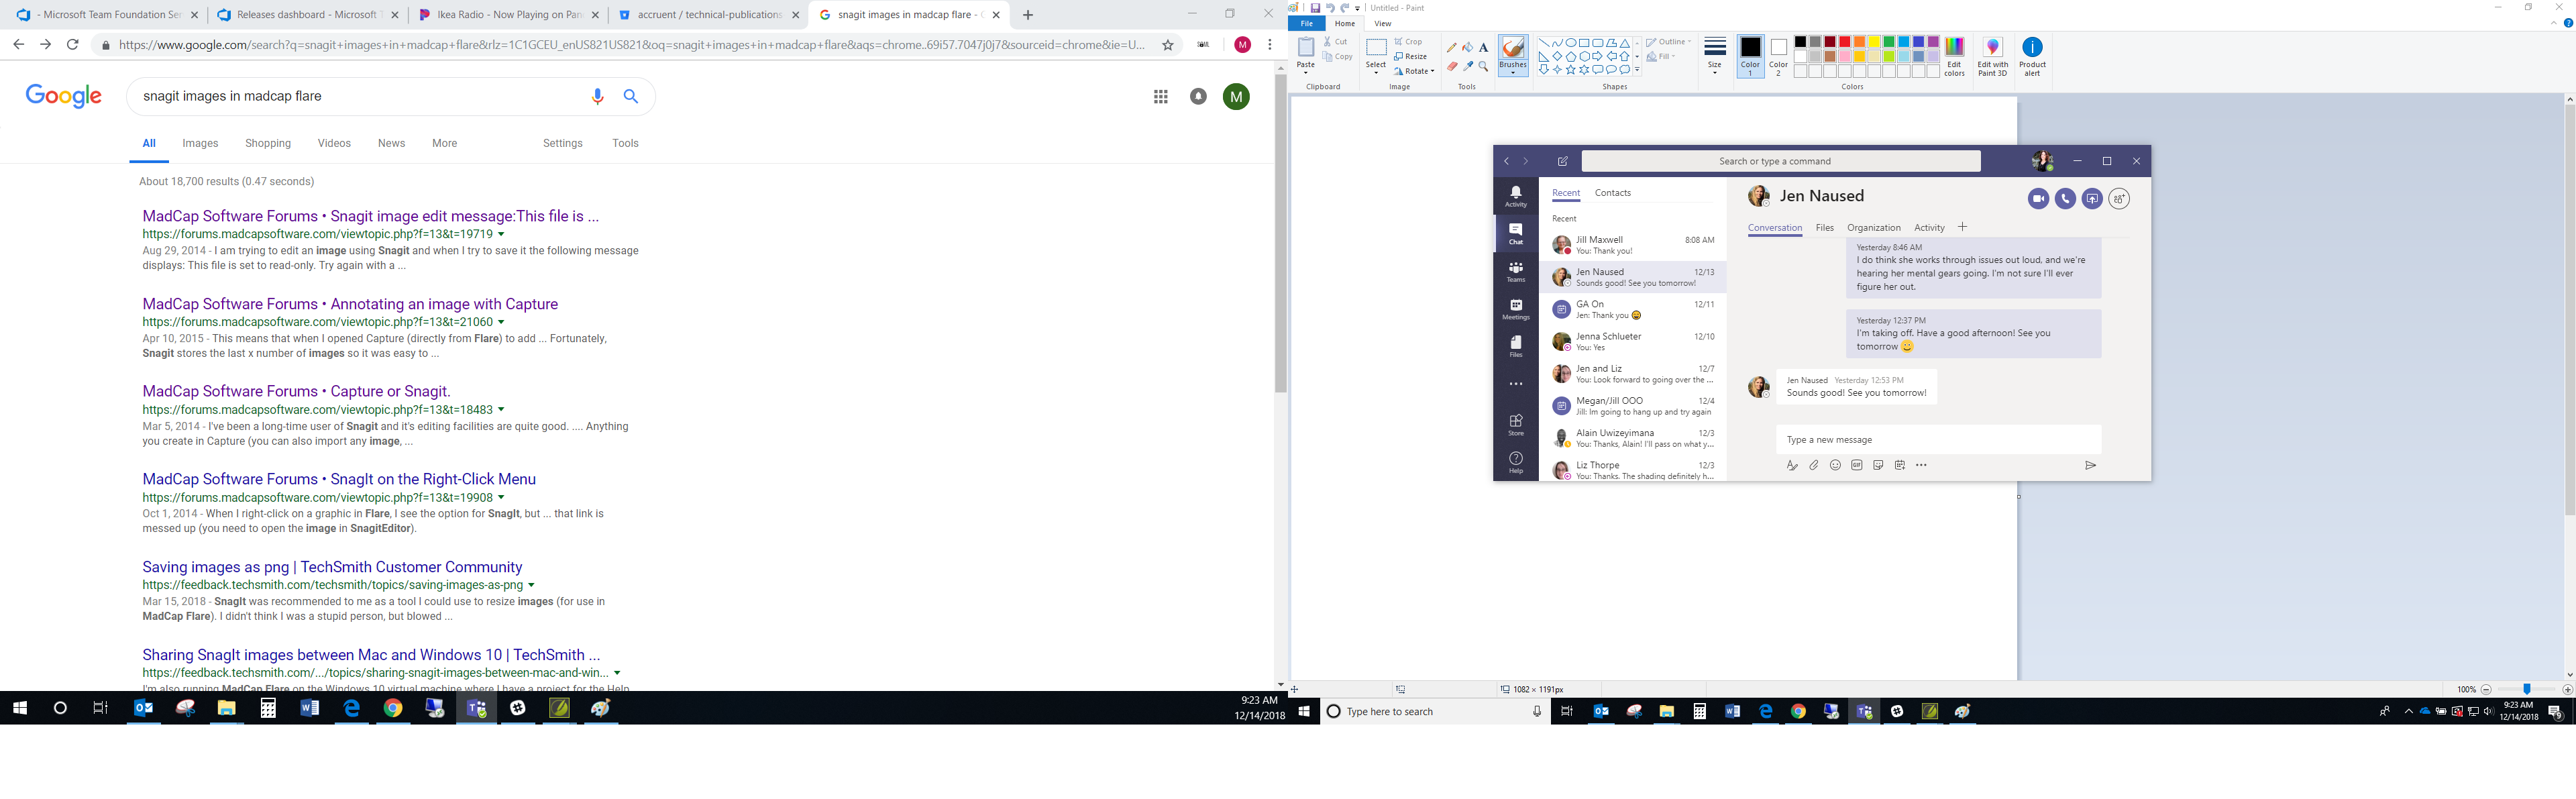 - Microsoft Team Foundation Ser
Releases dashboard - Microsoft T
Ikea Radio - Now Playing on Pan
accruent / technical-publications
snagit images in madcap flare - G
https://www.google.com/search?q=snagit+images+in+madcap+flare&rlz=1C1GCEU_enUS821US821&oq=snagit+images+in+madcap+flare&aqs=chrome..69i57.7047j0j7&sourceid=chrome&ie=U...
M
Google
snagit images in madcap flare
M
All Images Shopping Videos News More Settings Tools
About 18,700 results (0.47 seconds)
MadCap Software Forums • Snagit image edit message:This file is ...
https://forums.madcapsoftware.com/viewtopic.php?f=13&t=19719
Aug 29, 2014 - I am trying to edit an image using Snagit and when I try to save it the following message
displays: This file is set to read-only. Try again with a ...
MadCap Software Forums • Annotating an image with Capture
https://forums.madcapsoftware.com/viewtopic.php?f=13&t=21060
Apr 10, 2015 - This means that when I opened Capture (directly from Flare) to add ... Fortunately,
Snagit stores the last x number of images so it was easy to ...
MadCap Software Forums • Capture or Snagit.
https://forums.madcapsoftware.com/viewtopic.php?f=13&t=18483
Mar 5, 2014 - I've been a long-time user of Snagit and it's editing facilities are quite good. .... Anything
you create in Capture (you can also import any image, ...
MadCap Software Forums • SnagIt on the Right-Click Menu
https://forums.madcapsoftware.com/viewtopic.php?f=13&t=19908
Oct 1, 2014 - When I right-click on a graphic in Flare, I see the option for SnagIt, but ... that link is
messed up (you need to open the image in SnagitEditor).
Saving images as png | TechSmith Customer Community
https://feedback.techsmith.com/techsmith/topics/saving-images-as-png
Mar 15, 2018 - SnagIt was recommended to me as a tool I could use to resize images (for use in
MadCap Flare). I didn't think I was a stupid person, but blowed ...
Sharing SnagIt images between Mac and Windows 10 | TechSmith ...
https://feedback.techsmith.com/.../topics/sharing-snagit-images-between-mac-and-win...
I'm also running MadCap Flare on the Windows 10 virtual machine where I have a project for the Help
9:23 AM
12/14/2018
Untitled - Paint
File Home View
Paste
Cut
Copy
Clipboard
Select
Crop
Resize
Rotate
Image
A
Tools
Brushes
Outline
Fill
Shapes
Size
Color 1
Color 2
Edit colors
Colors
Edit with Paint 3D
Product alert
Search or type a command
Activity
Chat
Teams
Meetings
Files
Store
Help
Recent Contacts
Recent
Jill Maxwell 8:08 AM
You: Thank you!
Jen Naused 12/13
Sounds good! See you tomorrow!
GA On 12/11
Jen: Thank you 😄
Jenna Schlueter 12/10
You: Yes
Jen and Liz 12/7
You: Look forward to going over the ...
Megan/Jill OOO 12/4
Jill: Im going to hang up and try again
Alain Uwizeyimana 12/3
You: Thanks, Alain! I'll pass on what y...
Liz Thorpe 12/3
You: Thanks. The shading definitely h...
Jen Naused
Conversation Files Organization Activity
Yesterday 8:46 AM
I do think she works through issues out loud, and we're
hearing her mental gears going. I'm not sure I'll ever
figure her out.
Yesterday 12:37 PM
I'm taking off. Have a good afternoon! See you
tomorrow 🙂
Jen Naused Yesterday 12:53 PM
Sounds good! See you tomorrow!
Type a new message
GIF
1082 × 1191px
100%
Type here to search
9:23 AM
12/14/2018
9